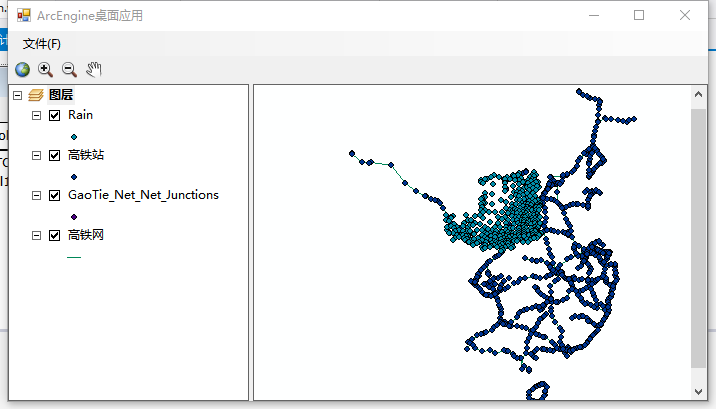 ArcEngine桌面应用
文件(F)
图层
Rain
高铁站
GaoTie_Net_Net_Junctions
高铁网